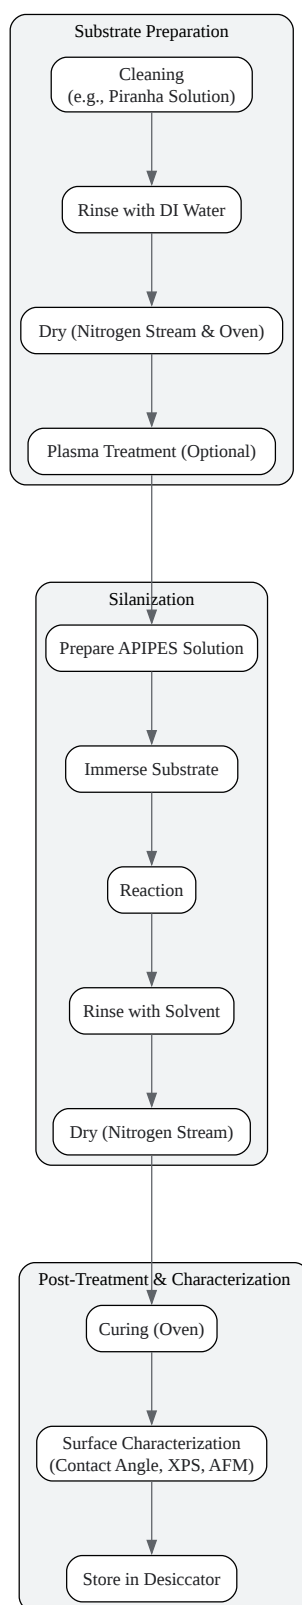 Substrate Preparation
Cleaning
(e.g., Piranha Solution)
Rinse with DI Water
Dry (Nitrogen Stream & Oven)
Plasma Treatment (Optional)
Silanization
Prepare APIPES Solution
Immerse Substrate
Reaction
Rinse with Solvent
Dry (Nitrogen Stream)
Post-Treatment & Characterization
Curing (Oven)
Surface Characterization
(Contact Angle, XPS, AFM)
Store in Desiccator